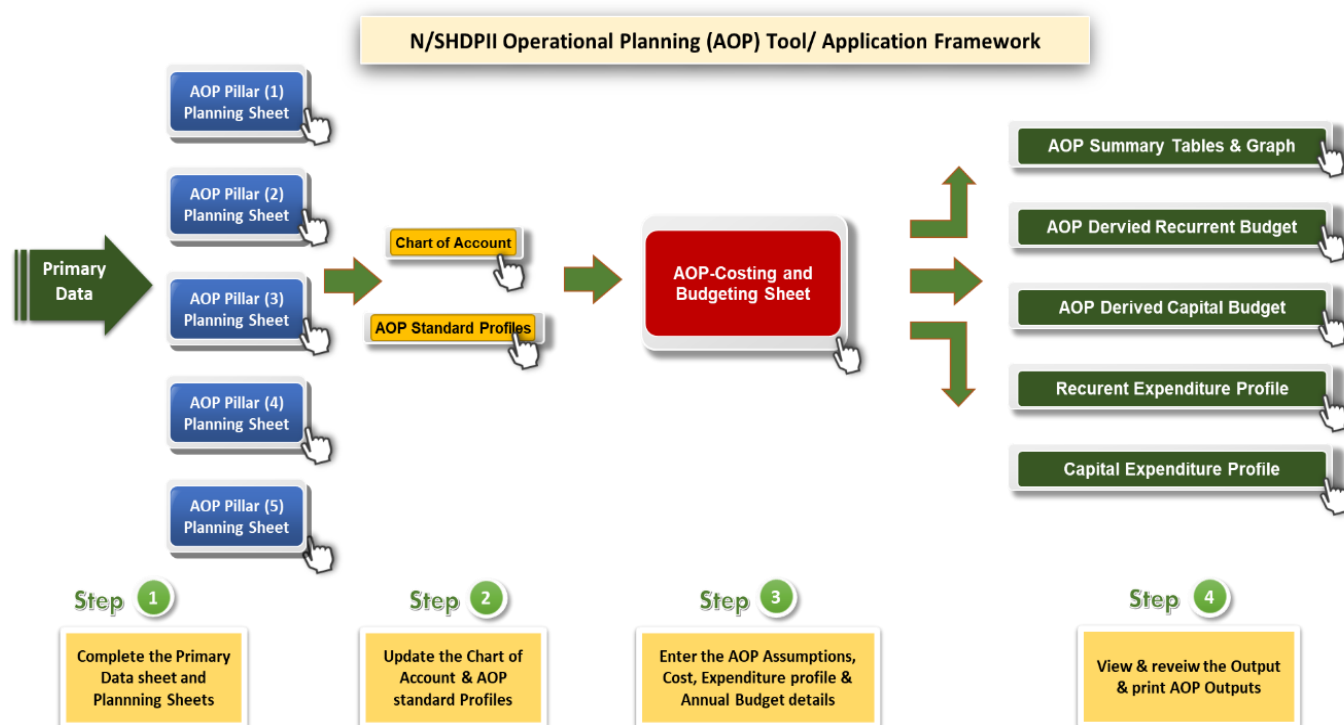 N/SHDPII Operational Planning (AOP) Tool/ Application Framework
Primary
Data
AOP Pillar (1)
Planning Sheet
AOP Pillar (2)
Planning Sheet
AOP Pillar (3)
Planning Sheet
AOP Pillar (4)
Planning Sheet
AOP Pillar (5)
Planning Sheet
Chart of Account
AOP Standard Profiles
AOP-Costing and
Budgeting Sheet
AOP Summary Tables & Graph
AOP Dervied Recurrent Budget
AOP Derived Capital Budget
Recurent Expenditure Profile
Capital Expenditure Profile
Step 1
Complete the Primary
Data sheet and
Plannning Sheets
Step 2
Update the Chart of
Account & AOP
standard Profiles
Step 3
Enter the AOP Assumptions,
Cost, Expenditure profile &
Annual Budget details
Step 4
View & reveiw the Output
& print AOP Outputs